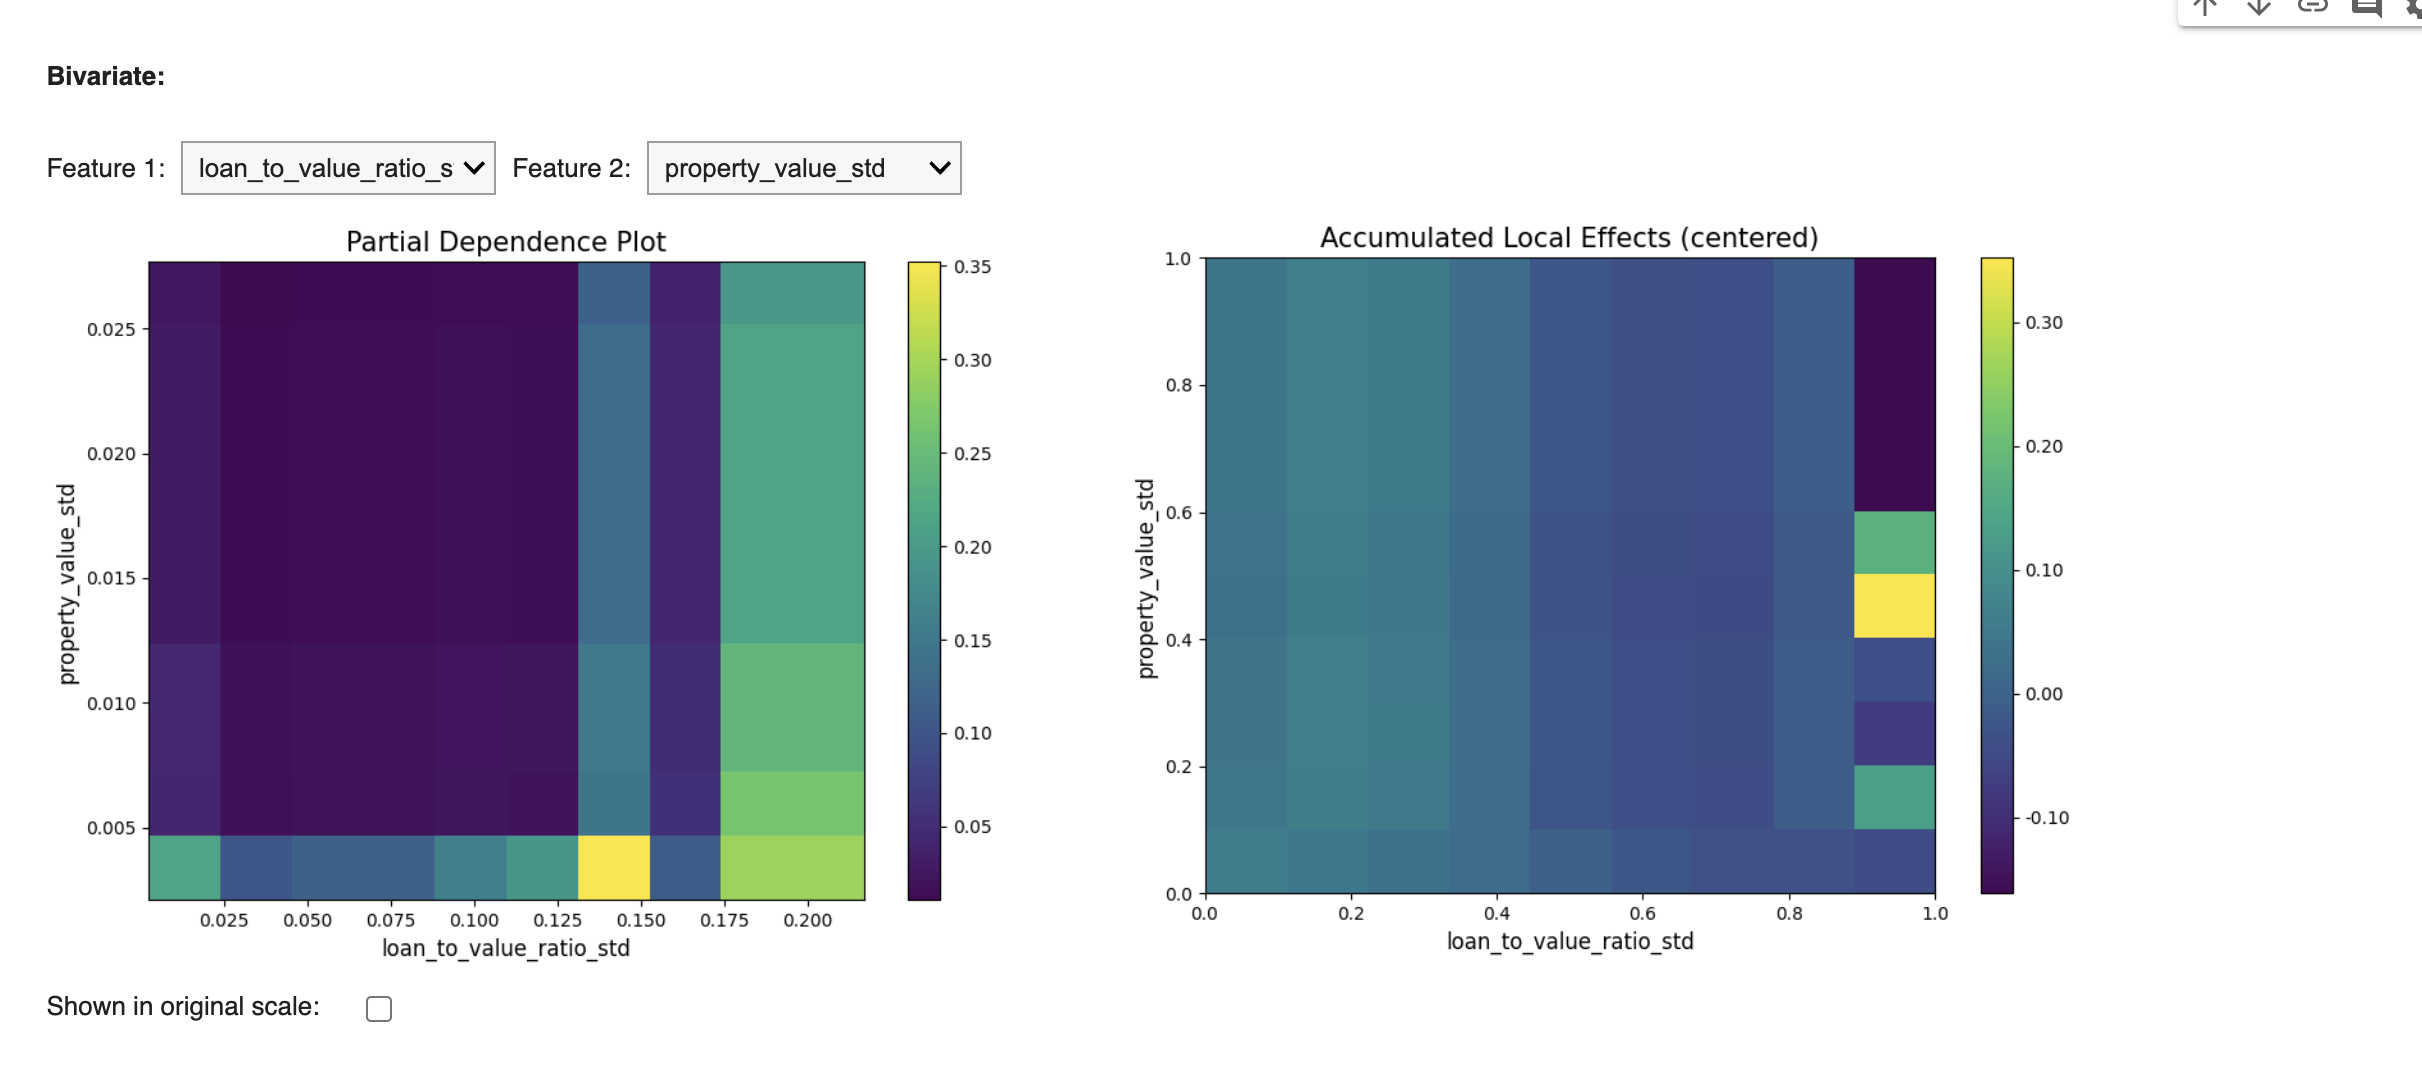 Bivariate:
Feature 1: loan_to_value_ratio_s Feature 2: property_value_std
Partial Dependence Plot
0.025
0.020
0.015
0.010
0.005
property_value_std
0.025 0.050 0.075 0.100 0.125 0.150 0.175 0.200
loan_to_value_ratio_std
0.35
0.30
0.25
0.20
0.15
0.10
0.05
Accumulated Local Effects (centered)
1.0
0.8
0.6
0.4
0.2
0.0
property_value_std
0.0 0.2 0.4 0.6 0.8 1.0
loan_to_value_ratio_std
0.30
0.20
0.10
0.00
-0.10
Shown in original scale: